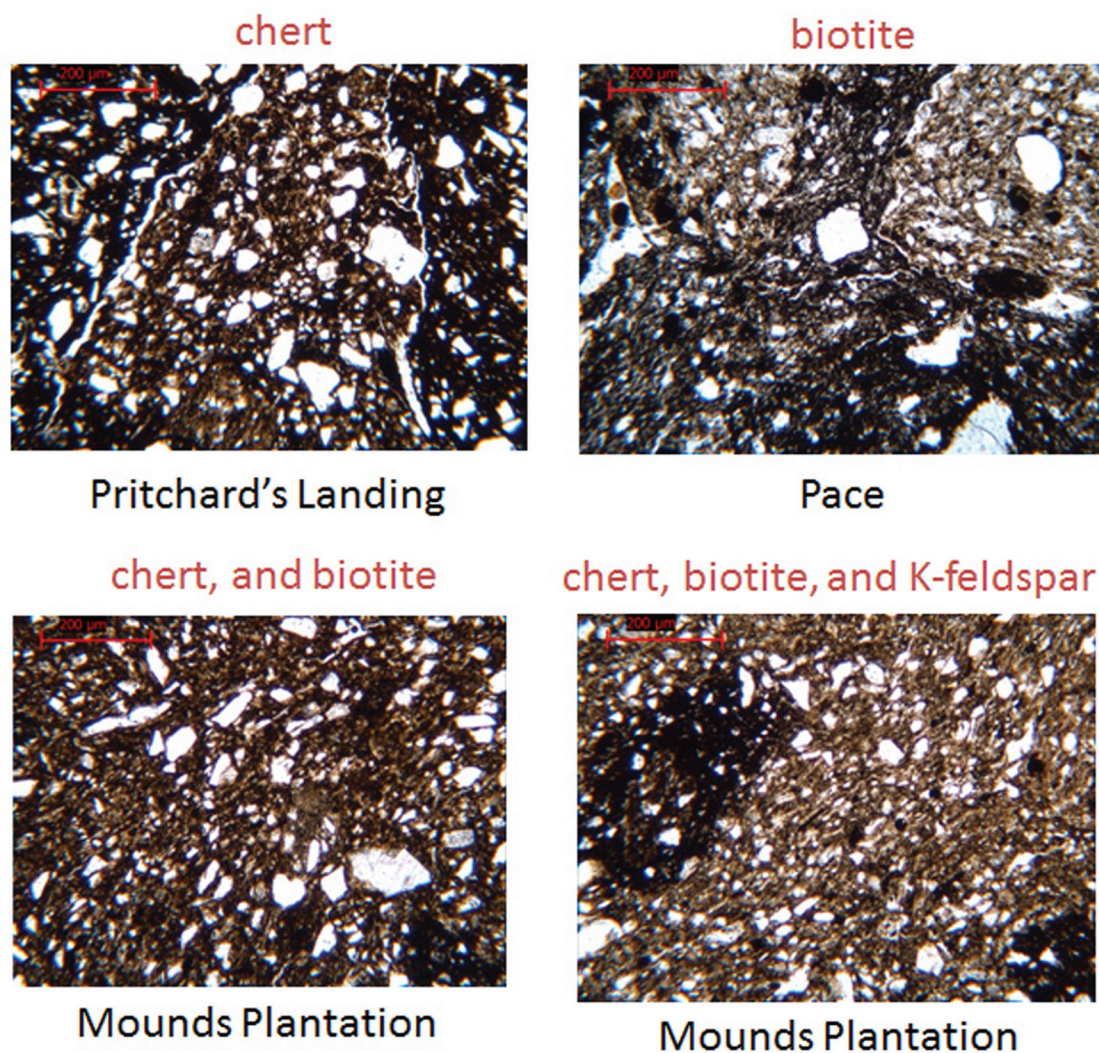 chert
biotite
200 µm
200 µm
Pritchard’s Landing
Pace
chert, and biotite
chert, biotite, and K-feldspar
200 µm
200 µm
Mounds Plantation
Mounds Plantation